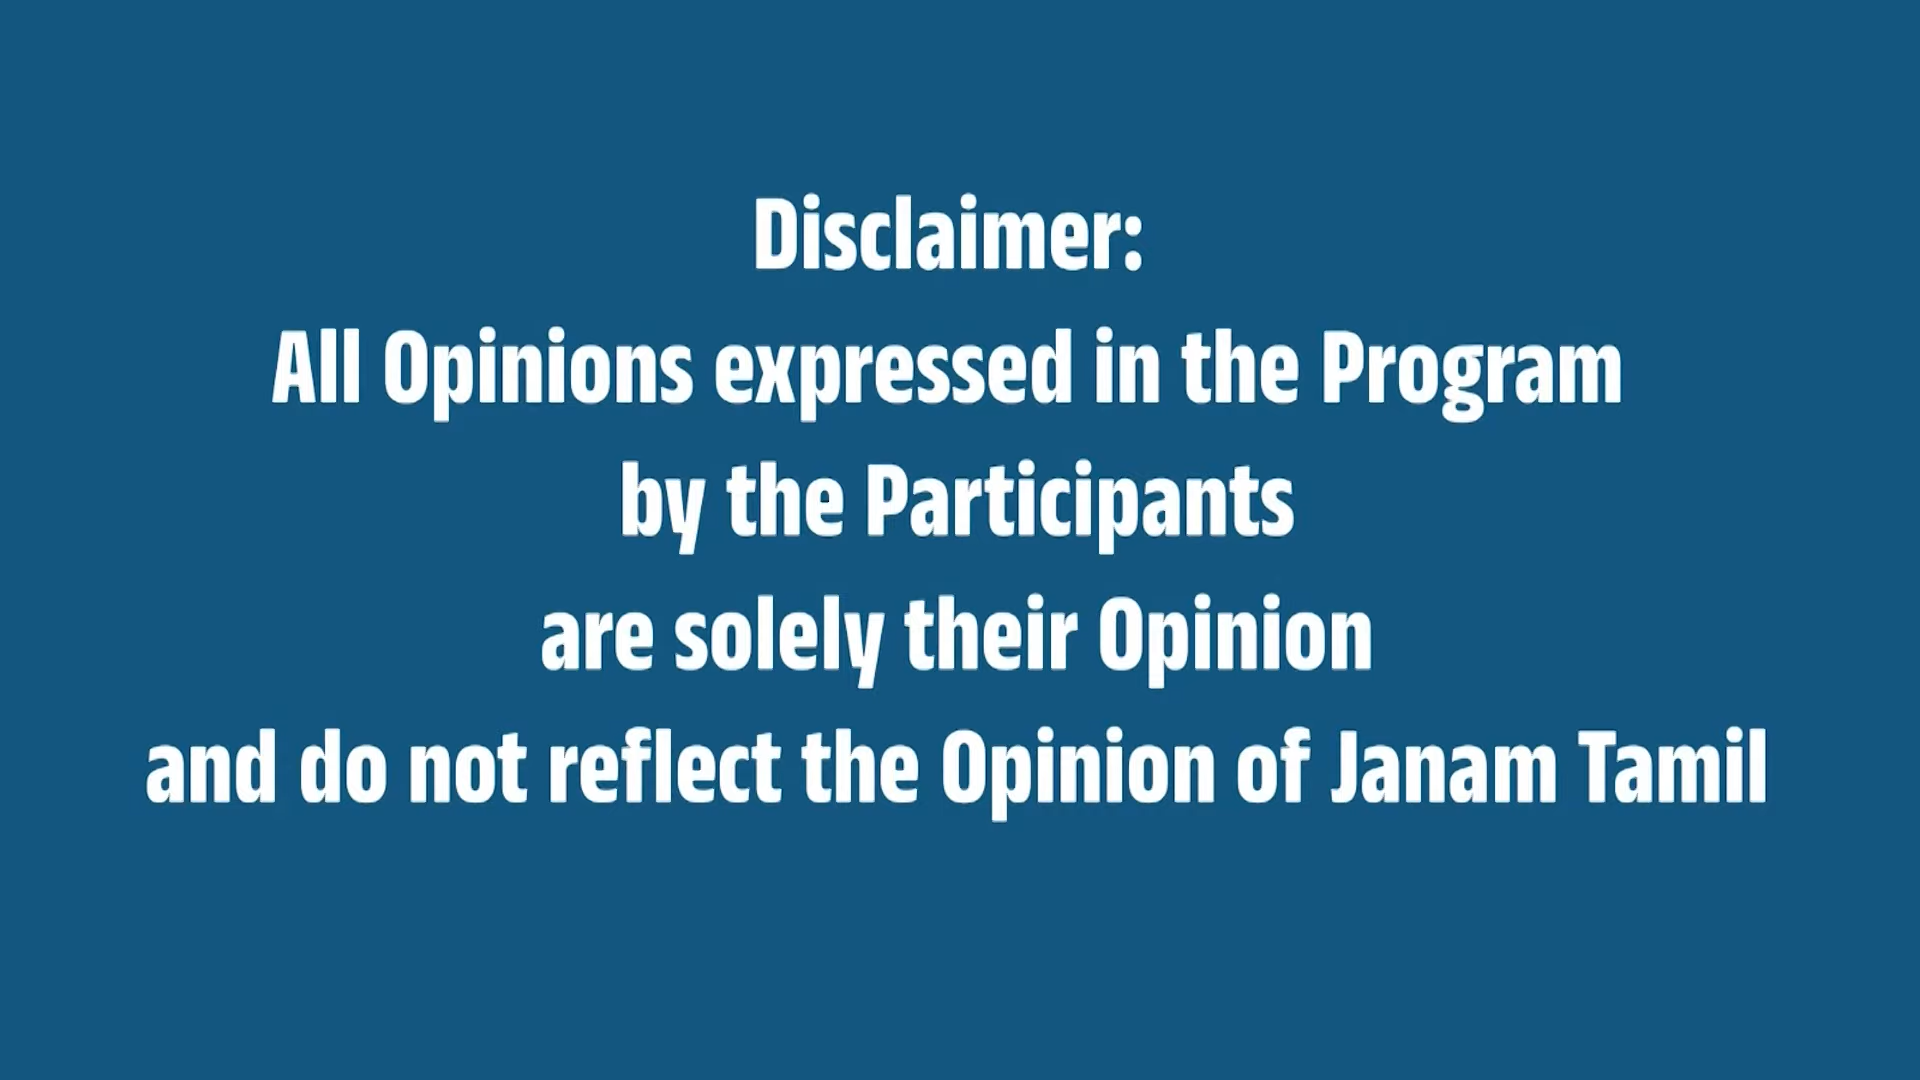 Disclaimer:
All Opinions expressed in the Program
by the Participants
are solely their Opinion
and do not reflect the Opinion of Janam Tamil